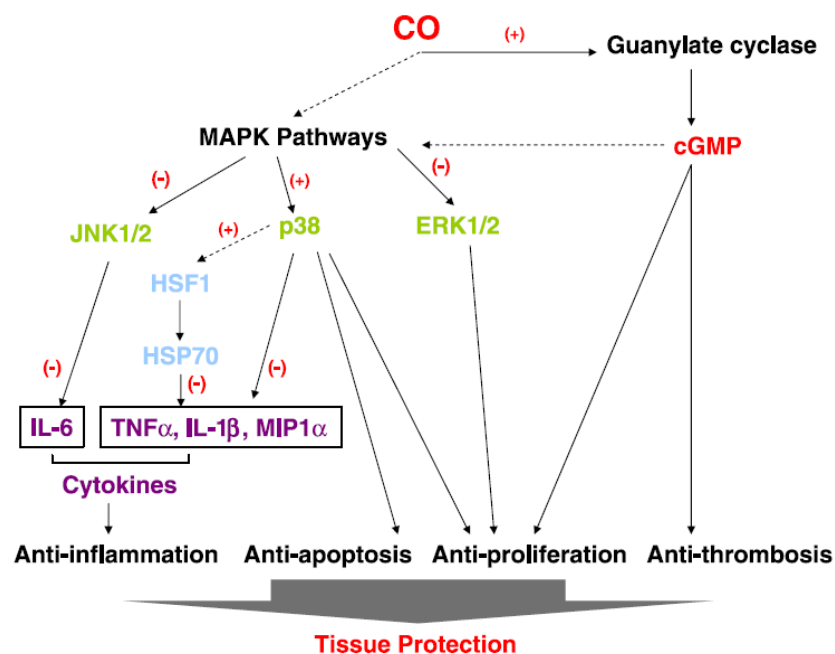 CO
(+)
Guanylate cyclase
MAPK Pathways
cGMP
(-)
(+)
(-)
JNK1/2
(+)
p38
ERK1/2
HSF1
HSP70
(-)
(-)
(-)
IL-6
TNFα, IL-1β, MIP1α
Cytokines
Anti-inflammation
Anti-apoptosis
Anti-proliferation
Anti-thrombosis
Tissue Protection